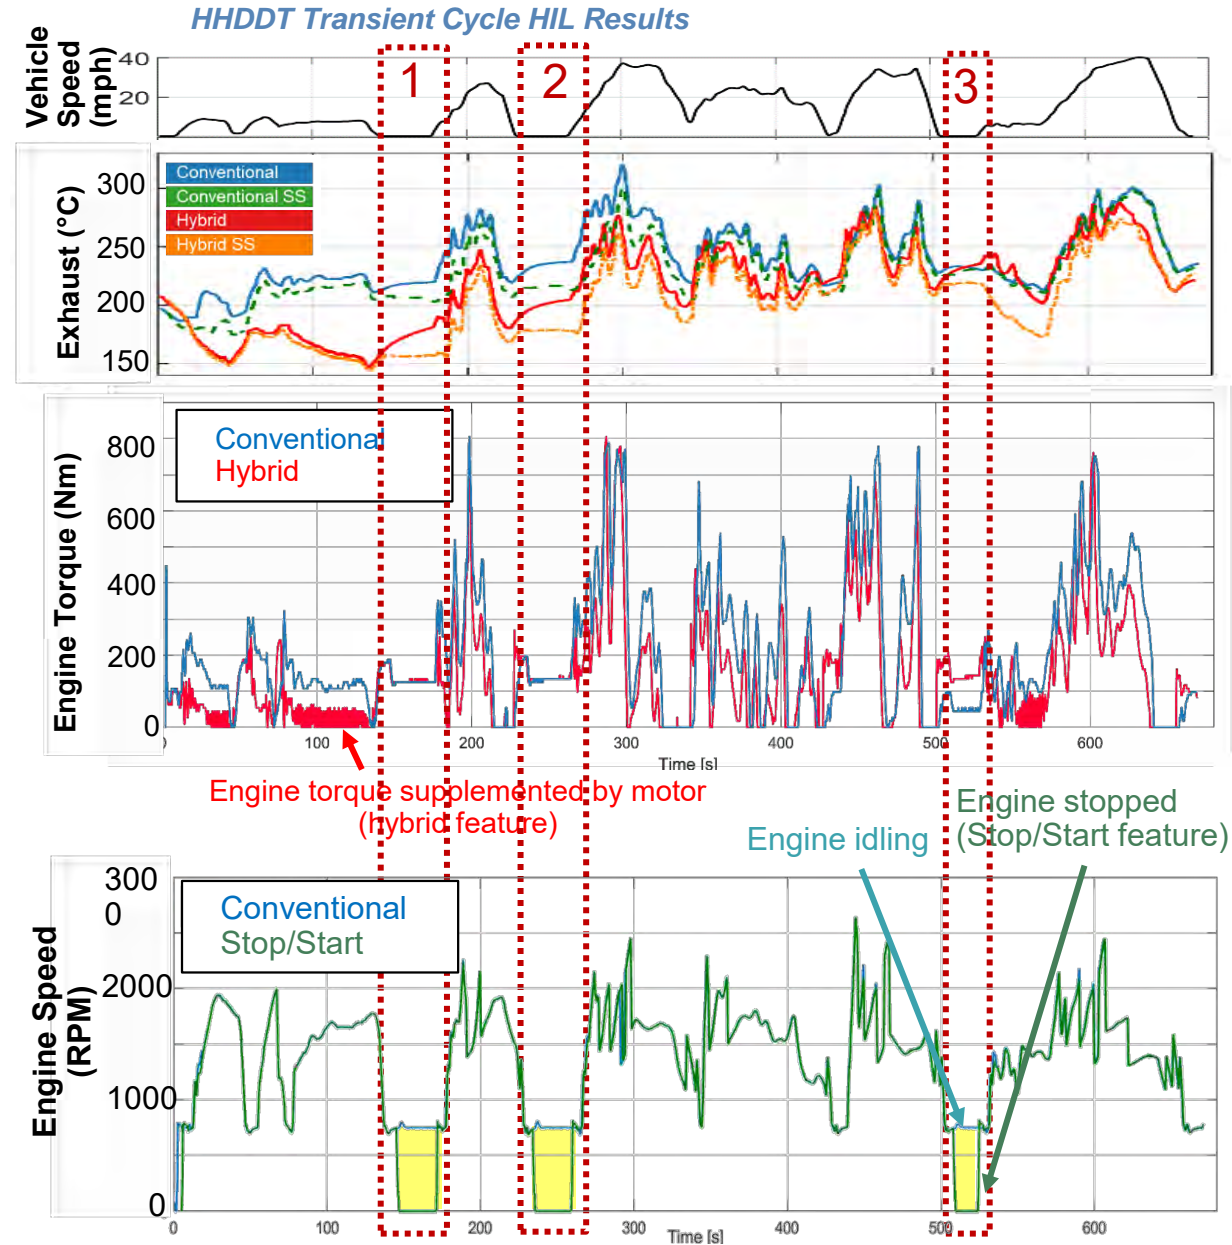 HHDDT Transient Cycle HIL Results
Vehicle
Speed
(mph)
40
20
1
2
3
Exhaust (°C)
300
250
200
150
Conventional
Conventional SS
Hybrid
Hybrid SS
Engine Torque (Nm)
800
600
400
200
0
Conventional
Hybrid
100
200
300
400
500
600
Time [s]
Engine torque supplemented by motor
(hybrid feature)
Engine idling
Engine stopped
(Stop/Start feature)
Engine Speed
(RPM)
300
0
2000
1000
0
Conventional
Stop/Start
0
100
200
300
400
500
600
Time [s]